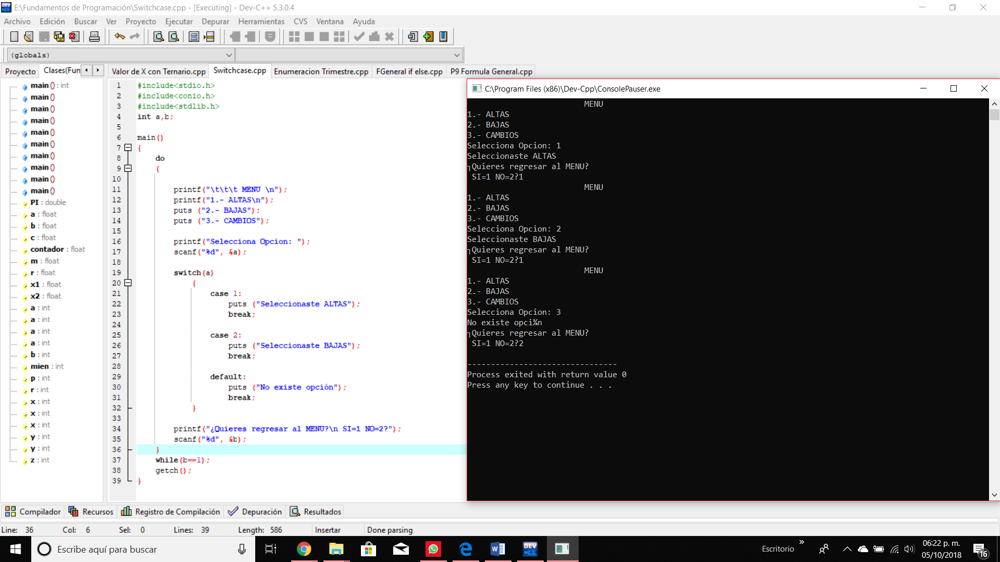 E:\Fundamentos de Programación\Switchcase.cpp - [Executing] - Dev-C++ 5.3.0.4
Archivo Edición Buscar Ver Proyecto Ejecutar Depurar Herramientas CVS Ventana Ayuda
(globals)
Proyecto Clases(Fun
Valor de X con Ternario.cpp Switchcase.cpp Enumeracion Trimestre.cpp FGeneral if else.cpp P9 Formula General.cpp
main() : int
main()
main()
main()
main()
main()
main()
main()
main()
main()
PI : double
a : float
b : float
c : float
contador : float
m : float
r : float
x1 : float
x2 : float
a : int
a : int
a : int
a : int
b : int
mien : int
p : int
r : int
x : int
x : int
x : int
y : int
y : int
z : int
1 #include<stdio.h>
2 #include<conio.h>
3 #include<stdlib.h>
4 int a,b;
5
6 main()
7 {
8 do
9 {
10
11 printf("\t\t\t MENU \n");
12 printf("1.- ALTAS\n");
13 puts ("2.- BAJAS");
14 puts ("3.- CAMBIOS");
15
16 printf("Selecciona Opcion: ");
17 scanf("%d", &a);
18
19 switch(a)
20 {
21 case 1:
22 puts ("Seleccionaste ALTAS");
23 break;
24
25 case 2:
26 puts ("Seleccionaste BAJAS");
27 break;
28
29 default:
30 puts ("No existe opción");
31 break;
32 }
33
34 printf("¿Quieres regresar al MENU?\n SI=1 NO=2?");
35 scanf("%d", &b);
36 }
37 while(b==1);
38 getch();
39 }
C:\Program Files (x86)\Dev-Cpp\ConsolePauser.exe
MENU
1.- ALTAS
2.- BAJAS
3.- CAMBIOS
Selecciona Opcion: 1
Seleccionaste ALTAS
┐Quieres regresar al MENU?
SI=1 NO=2?1
MENU
1.- ALTAS
2.- BAJAS
3.- CAMBIOS
Selecciona Opcion: 2
Seleccionaste BAJAS
┐Quieres regresar al MENU?
SI=1 NO=2?1
MENU
1.- ALTAS
2.- BAJAS
3.- CAMBIOS
Selecciona Opcion: 3
No existe opci¾n
┐Quieres regresar al MENU?
SI=1 NO=2?2
--------------------------------
Process exited with return value 0
Press any key to continue . . .
Compilador Recursos Registro de Compilación Depuración Resultados
Line: 36 Col: 6 Sel: 0 Lines: 39 Length: 586 Insertar Done parsing
Escribe aquí para buscar
DEV
Escritorio
06:22 p. m.
05/10/2018
16